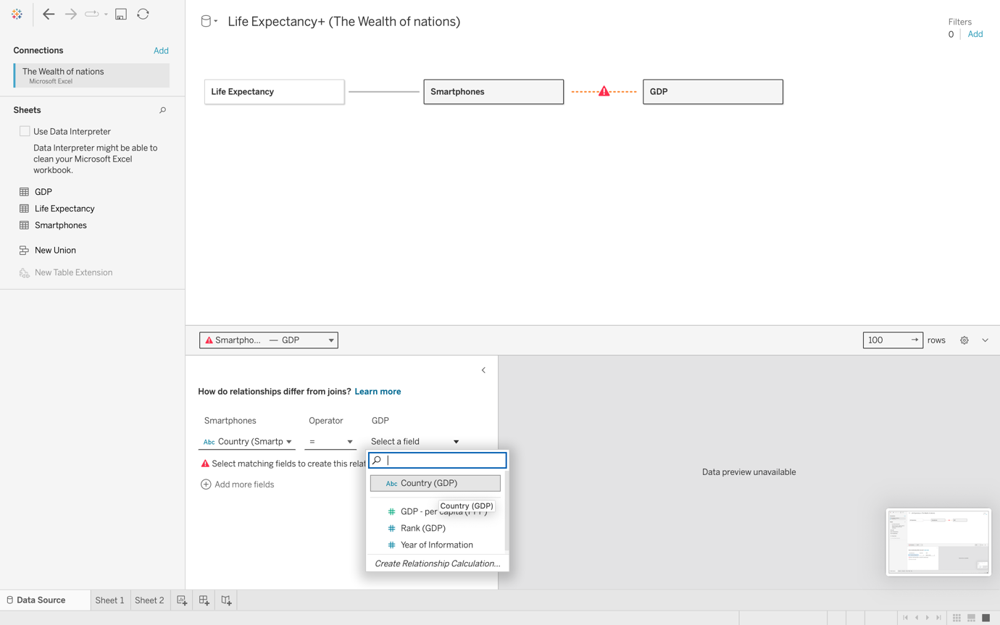 Life Expectancy+ (The Wealth of nations)
Filters
0
Add
Connections
Add
The Wealth of nations
Microsoft Excel
Sheets
Use Data Interpreter
Data Interpreter might be able to
clean your Microsoft Excel
workbook.
GDP
Life Expectancy
Smartphones
New Union
New Table Extension
Life Expectancy
Smartphones
GDP
Smartpho... — GDP
100
rows
How do relationships differ from joins? Learn more
Smartphones
Operator
GDP
Abc Country (Smartp
=
Select a field
Select matching fields to create this rela
Add more fields
Abc Country (GDP)
Country (GDP)
GDP - per capita (PPP)
Rank (GDP)
Year of Information
Create Relationship Calculation...
Data preview unavailable
Data Source
Sheet 1
Sheet 2